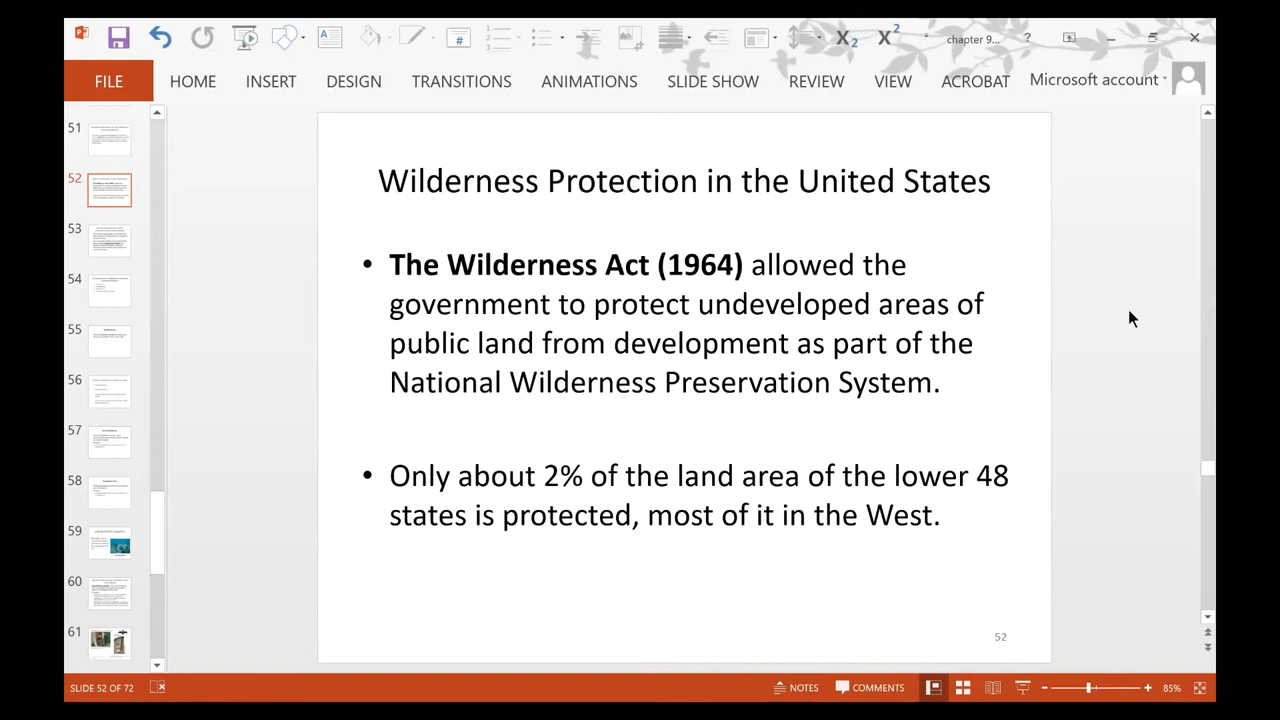 chapter 9...
?
FILE
HOME
INSERT
DESIGN
TRANSITIONS
ANIMATIONS
SLIDE SHOW
REVIEW
VIEW
ACROBAT
Microsoft account
51
52
53
54
55
56
57
58
59
60
61
Wilderness Protection in the United States
• The Wilderness Act (1964) allowed the
government to protect undeveloped areas of
public land from development as part of the
National Wilderness Preservation System.
• Only about 2% of the land area of the lower 48
states is protected, most of it in the West.
52
SLIDE 52 OF 72
NOTES
COMMENTS
85%